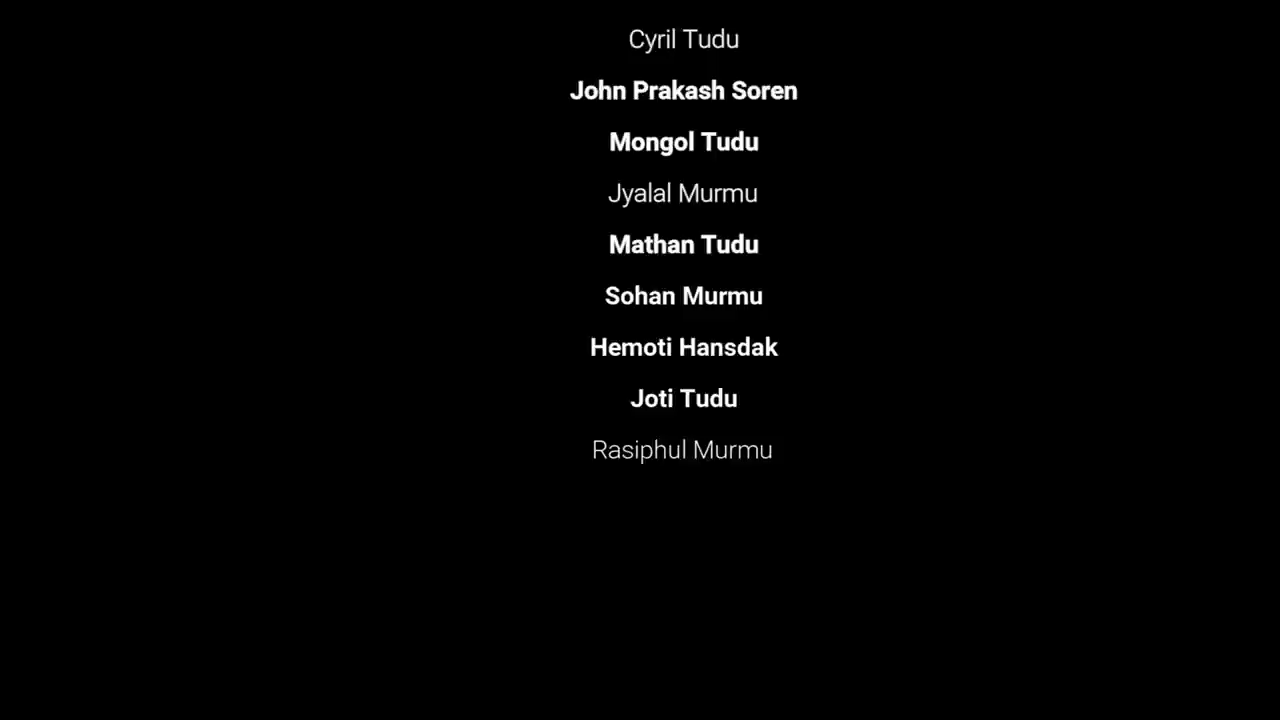 Cyril Tudu
John Prakash Soren
Mongol Tudu
Jyalal Murmu
Mathan Tudu
Sohan Murmu
Hemoti Hansdak
Joti Tudu
Rasiphul Murmu